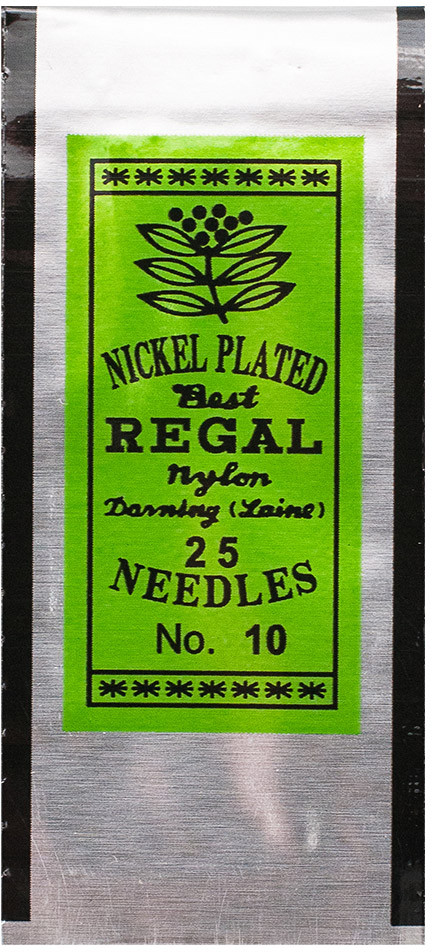 NICKEL PLATED
Best
REGAL
Nylon
Darning (Laine)
25
NEEDLES
No. 10